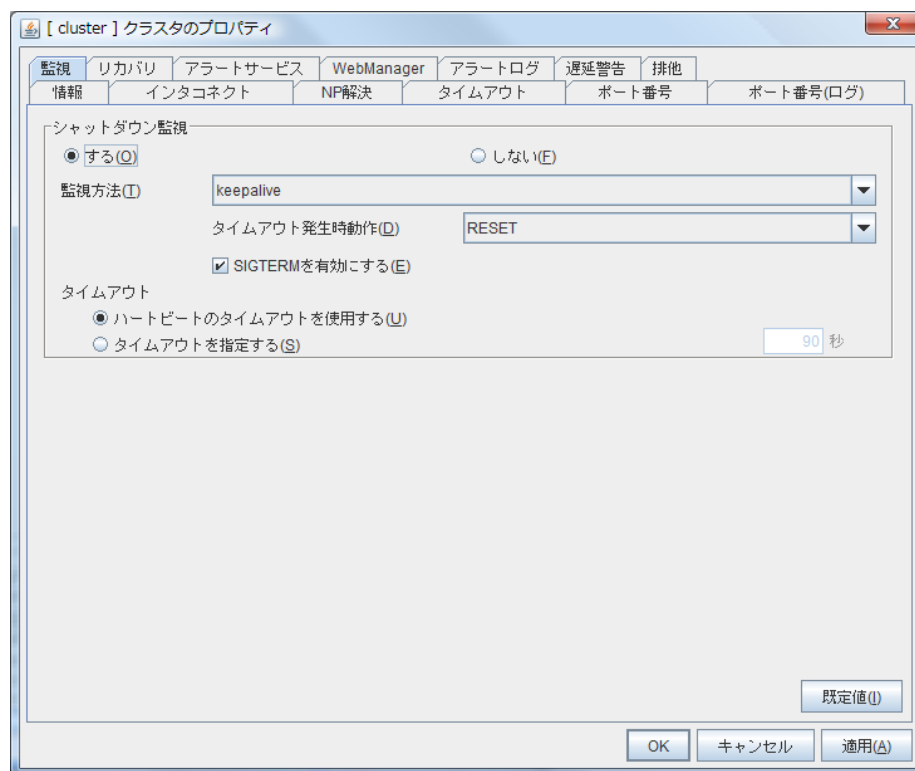 [ cluster ] クラスタのプロパティ
監視 リカバリ アラートサービス WebManager アラートログ 遅延警告 排他
情報 インタコネクト NP解決 タイムアウト ポート番号 ポート番号(ログ)
シャットダウン監視
する(O) しない(F)
監視方法(T) keepalive
タイムアウト発生時動作(D) RESET
SIGTERMを有効にする(E)
タイムアウト
ハートビートのタイムアウトを使用する(U)
タイムアウトを指定する(S) 90 秒
既定値(I)
OK キャンセル 適用(A)